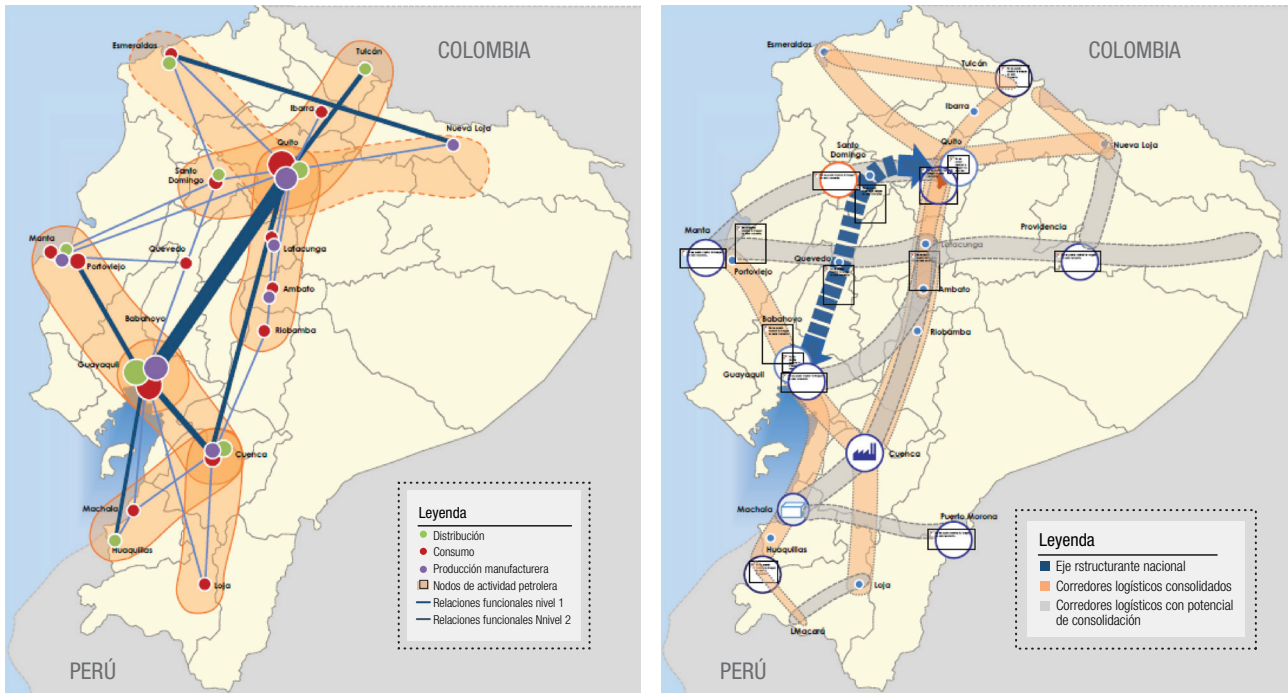 COLOMBIA
Esmeraldas
Tulcán
Ibarra
Quito
Nueva Loja
Santo
Domingo
Manta
Portoviejo
Quevedo
Latacunga
Ambato
Babahoyo
Riobamba
Guayaquil
Cuenca
Machala
Huaquillas
Loja
PERÚ
Leyenda
Distribución
Consumo
Producción manufacturera
Nodos de actividad petrolera
Relaciones funcionales nivel 1
Relaciones funcionales Nnivel 2
COLOMBIA
Esmeraldas
Tulcán
Ibarra
Quito
Nueva Loja
Santo
Domingo
Manta
Portoviejo
Quevedo
Latacunga
Providencia
Ambato
Babahoyo
Riobamba
Guayaquil
Cuenca
Machala
Puerto Morona
Huaquillas
Loja
LMacará
PERÚ
Leyenda
Eje rstructurante nacional
Corredores logísticos consolidados
Corredores logísticos con potencial
de consolidación